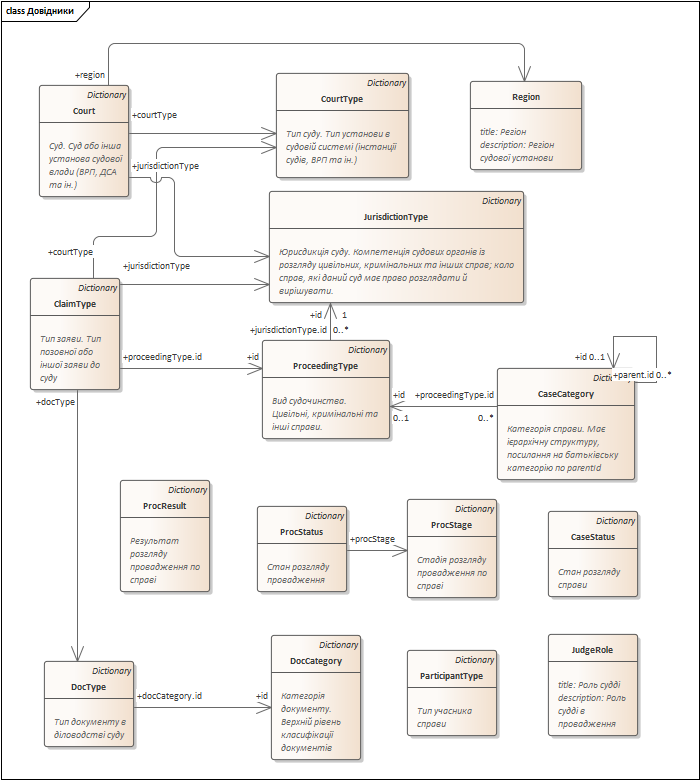 class Довідники
+region
Dictionary
Court
Суд. Суд або інша
установа судової
влади (ВРП, ДСА
та ін.)
+courtType
+jurisdictionType
Dictionary
CourtType
Тип суду. Тип установи в
судовій системі (інстанції
судів, ВРП та ін.)
Region
title: Регіон
description: Регіон
судової установи
Dictionary
JurisdictionType
Юрисдикція суду. Компетенція судових органів із
розгляду цивільних, кримінальних та інших справ; коло
справ, які даний суд має право розглядати й
вирішувати.
+courtType
+jurisdictionType
Dictionary
ClaimType
Тип заяви. Тип
позовної або
іншої заяви до
суду
+id 1
+jurisdictionType.id 0..*
+proceedingType.id +id
+docType
Dictionary
ProceedingType
Вид судочинства.
Цивільні, кримінальні та
інші справи.
+id +proceedingType.id
0..1 0..*
+id 0..1
+parent.id 0..*
CaseCategory
Категорія справи. Має
ієрархічну структуру,
посилання на батьківську
категорію по parentId
Dictionary
ProcResult
Результат
розгляду
провадження по
справі
Dictionary
ProcStatus
Стан розгляду
провадження
+procStage
Dictionary
ProcStage
Стадія розгляду
провадження по
справі
Dictionary
CaseStatus
Стан розгляду
справи
Dictionary
DocType
Тип документу в
діловодстві суду
+docCategory.id +id
Dictionary
DocCategory
Категорія
документу.
Верхній рівень
класифікації
документів
Dictionary
ParticipantType
Тип учасника
справи
JudgeRole
title: Роль судді
description: Роль
судді в
провадження